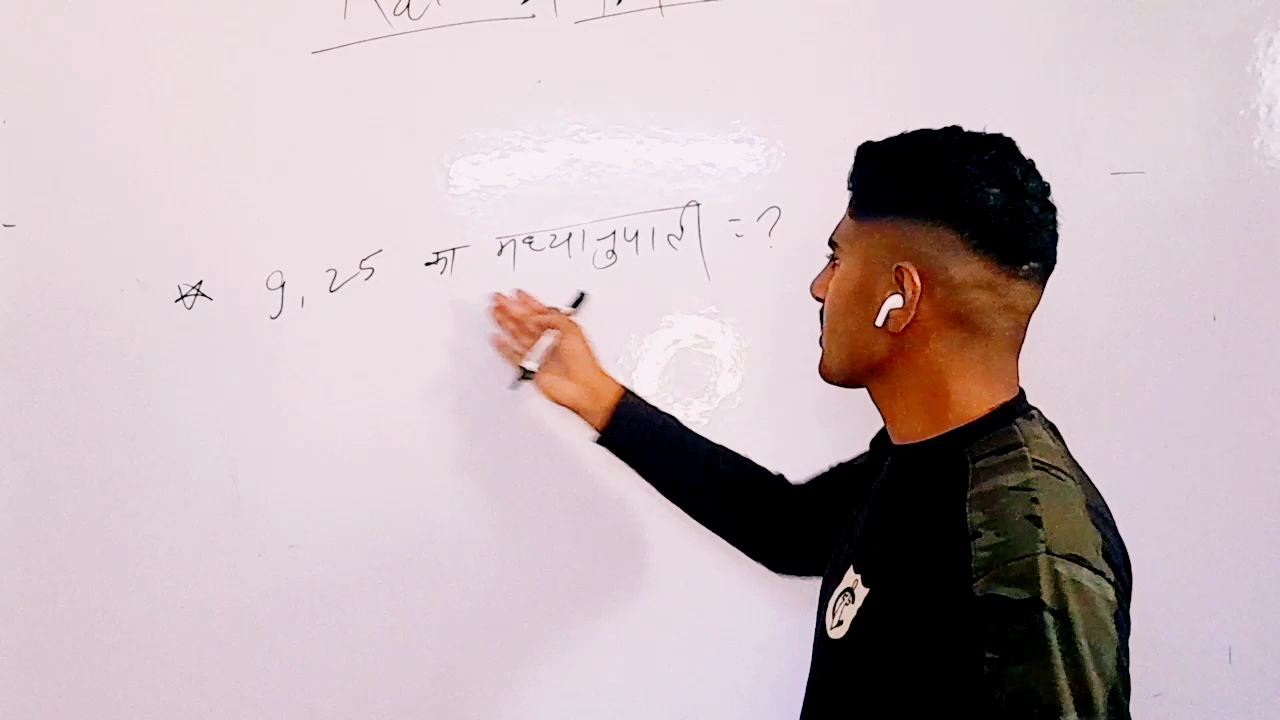 9, 25 का मध्यानुपाती = ?